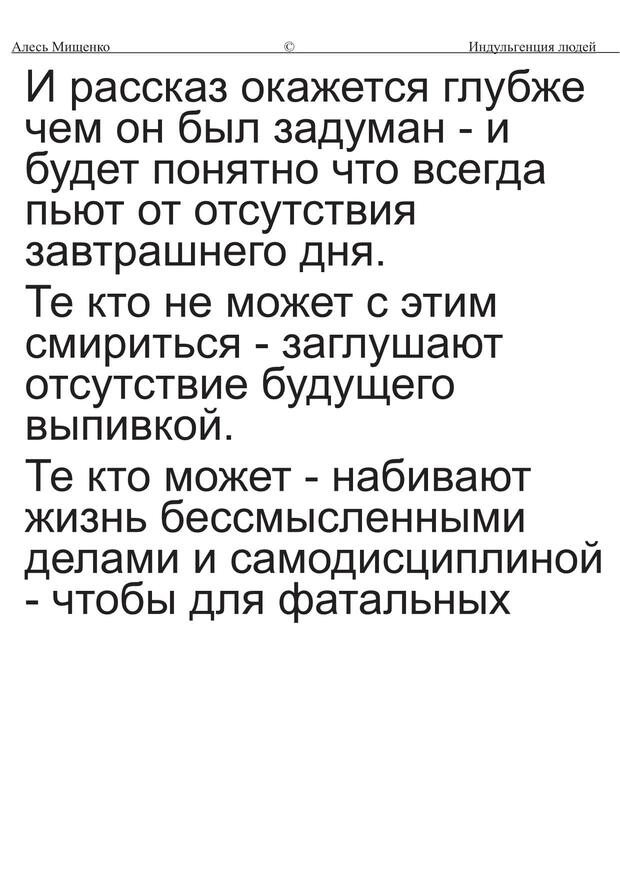 Алесь Мищенко © Индульгенция людей
И рассказ окажется глубже
чем он был задуман - и
будет понятно что всегда
пьют от отсутствия
завтрашнего дня.
Те кто не может с этим
смириться - заглушают
отсутствие будущего
выпивкой.
Те кто может - набивают
жизнь бессмысленными
делами и самодисциплиной
- чтобы для фатальных